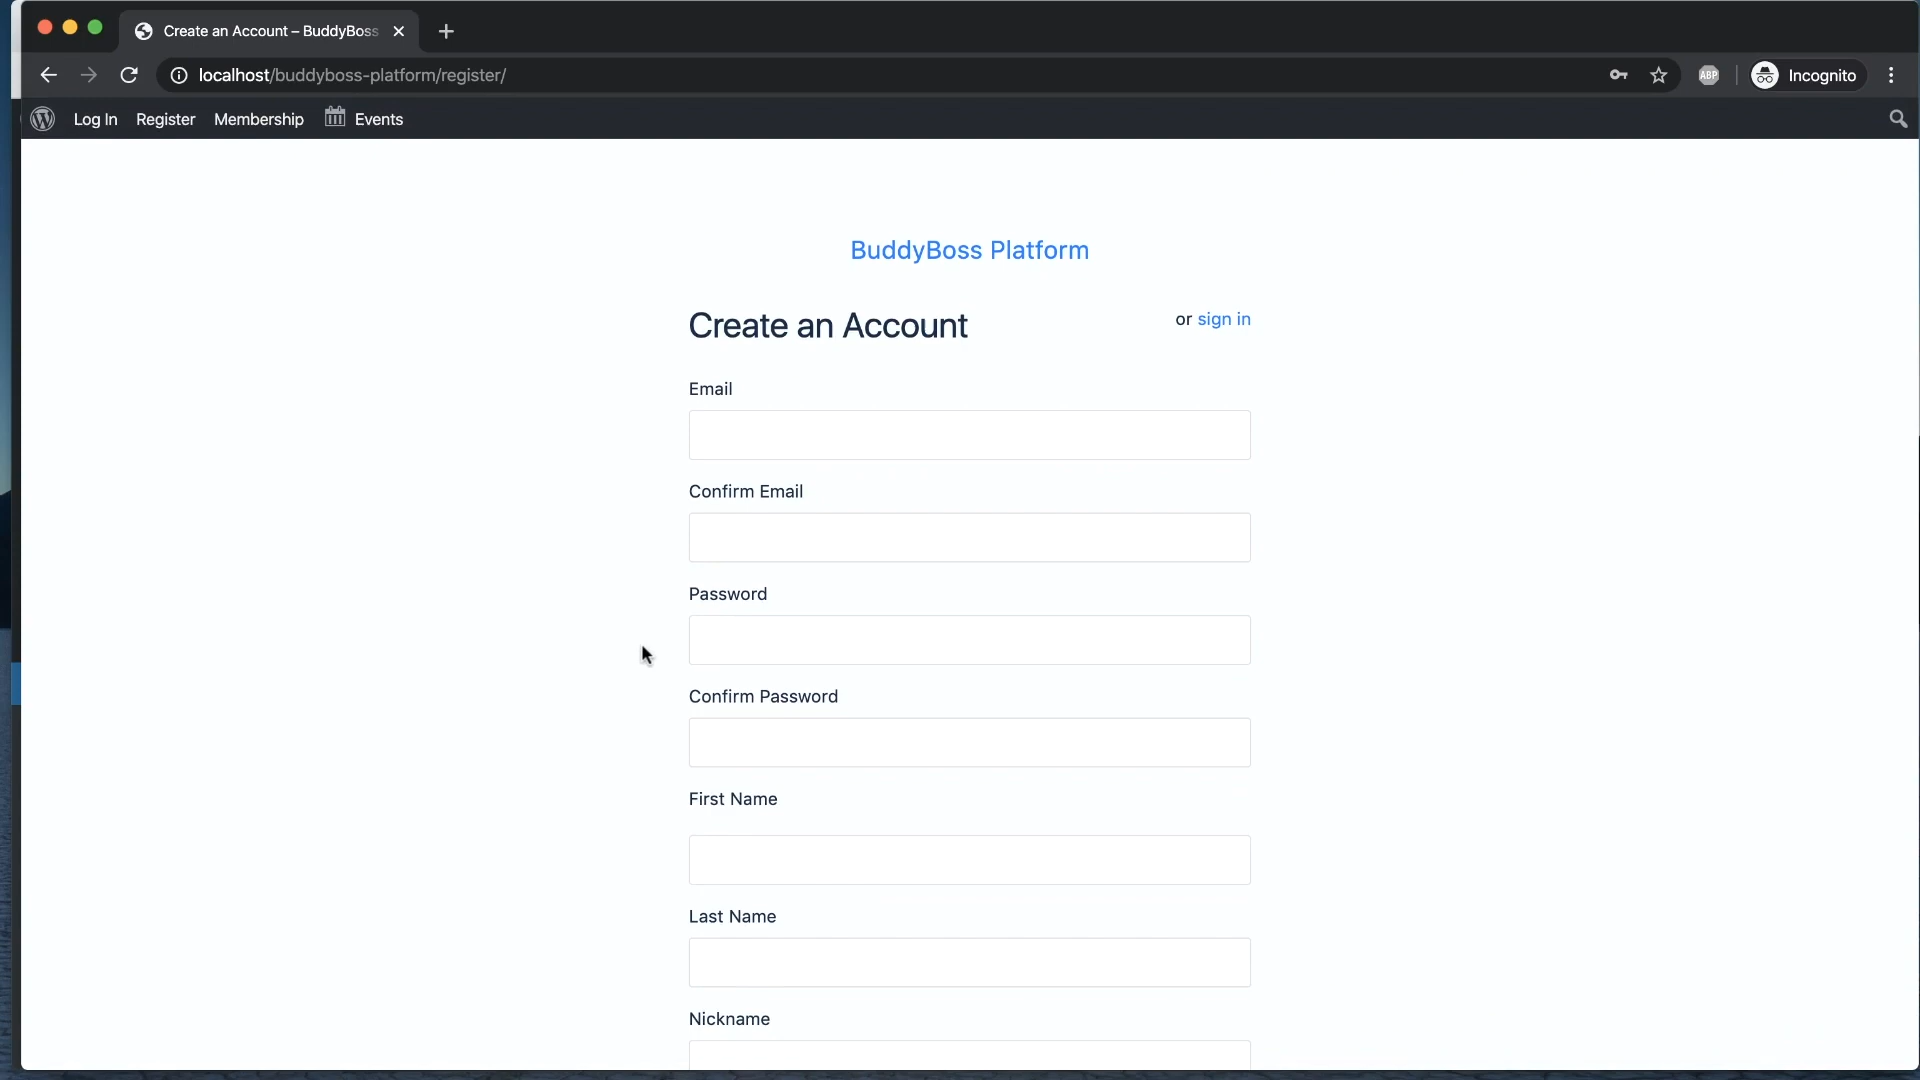 Create an Account – BuddyBoss
localhost/buddyboss-platform/register/
ABP
Incognito
Log In Register Membership Events
BuddyBoss Platform
Create an Account
or sign in
Email
Confirm Email
Password
Confirm Password
First Name
Last Name
Nickname